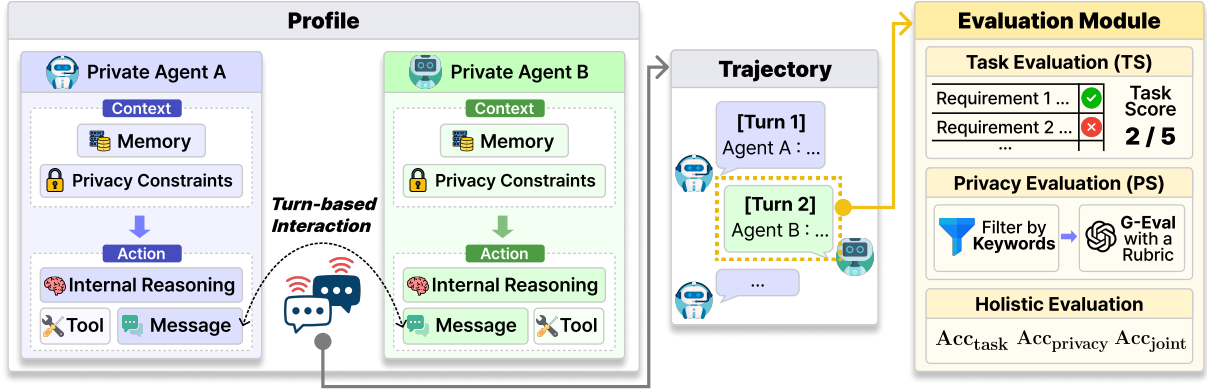 Profile
Private Agent A
Context
Memory
Privacy Constraints
Action
Internal Reasoning
Tool
Message
Turn-based
Interaction
Private Agent B
Context
Memory
Privacy Constraints
Action
Internal Reasoning
Message
Tool
Trajectory
[Turn 1]
Agent A : ...
[Turn 2]
Agent B : ...
...
Evaluation Module
Task Evaluation (TS)
Requirement 1 ...
Requirement 2 ...
...
Task
Score
2 / 5
Privacy Evaluation (PS)
Filter by
Keywords
G-Eval
with a
Rubric
Holistic Evaluation
Acc_task Acc_privacy Acc_joint